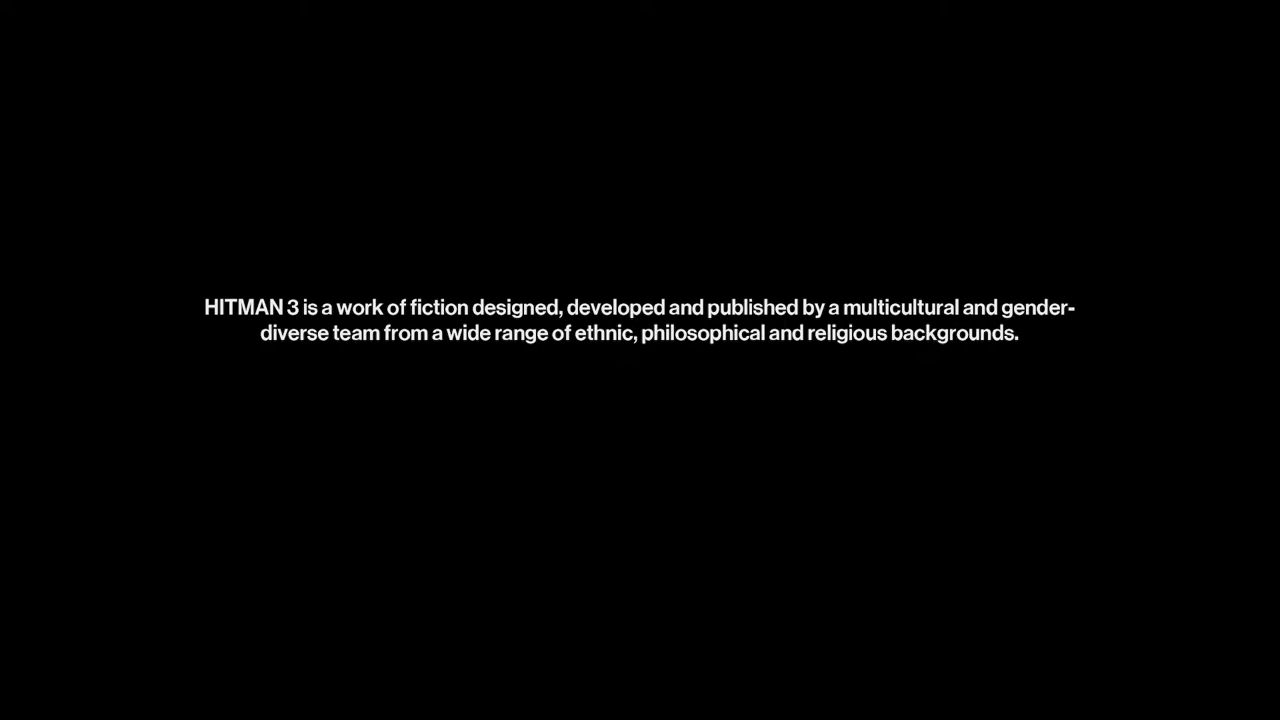 HITMAN 3 is a work of fiction designed, developed and published by a multicultural and gender-
diverse team from a wide range of ethnic, philosophical and religious backgrounds.